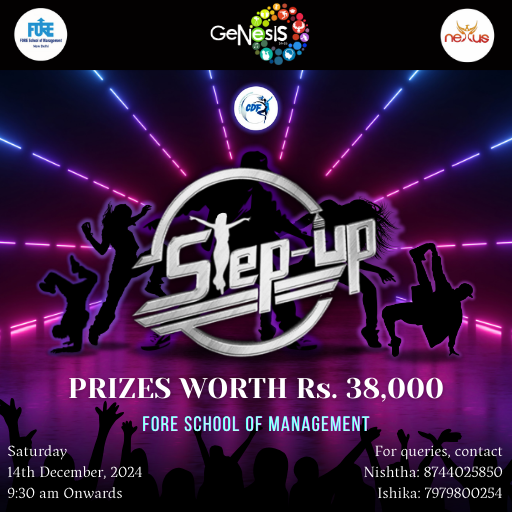 FORE
FORE School of Management
New Delhi
GeNesiS
neXus
CDF
Step-up
PRIZES WORTH Rs. 38,000
FORE SCHOOL OF MANAGEMENT
Saturday
14th December, 2024
9:30 am Onwards
For queries, contact
Nishtha: 8744025850
Ishika: 7979800254